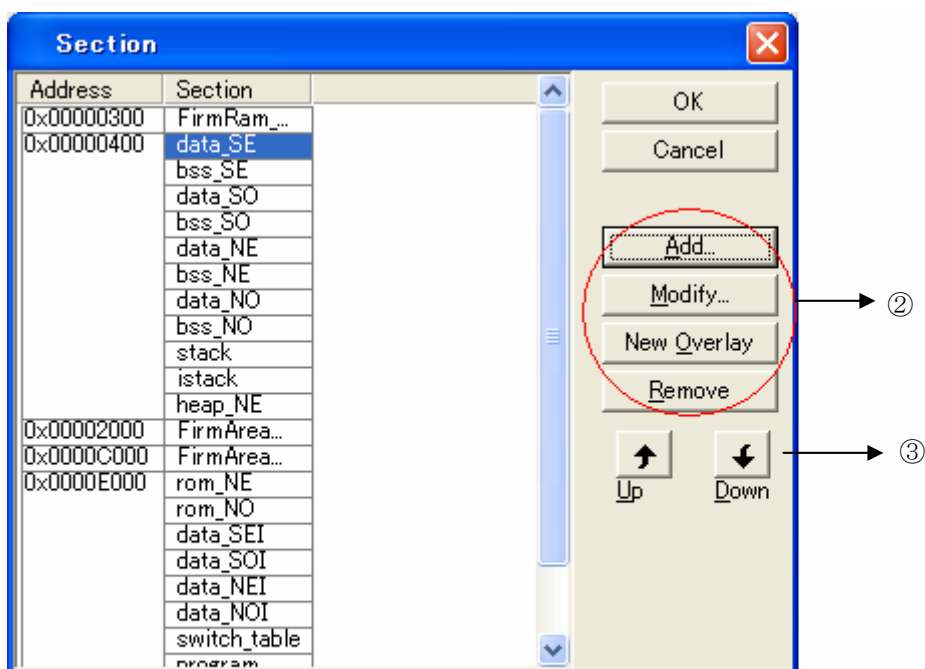 Section
Address Section
0x00000300 FirmRam_...
0x00000400 data_SE
bss_SE
data_SO
bss_SO
data_NE
bss_NE
data_NO
bss_NO
stack
istack
heap_NE
0x00002000 FirmArea...
0x0000C000 FirmArea...
0x0000E000 rom_NE
rom_NO
data_SEI
data_SOI
data_NEI
data_NOI
switch_table
program
OK
Cancel
Add...
Modify...
New Overlay
Remove
②
Up Down
③